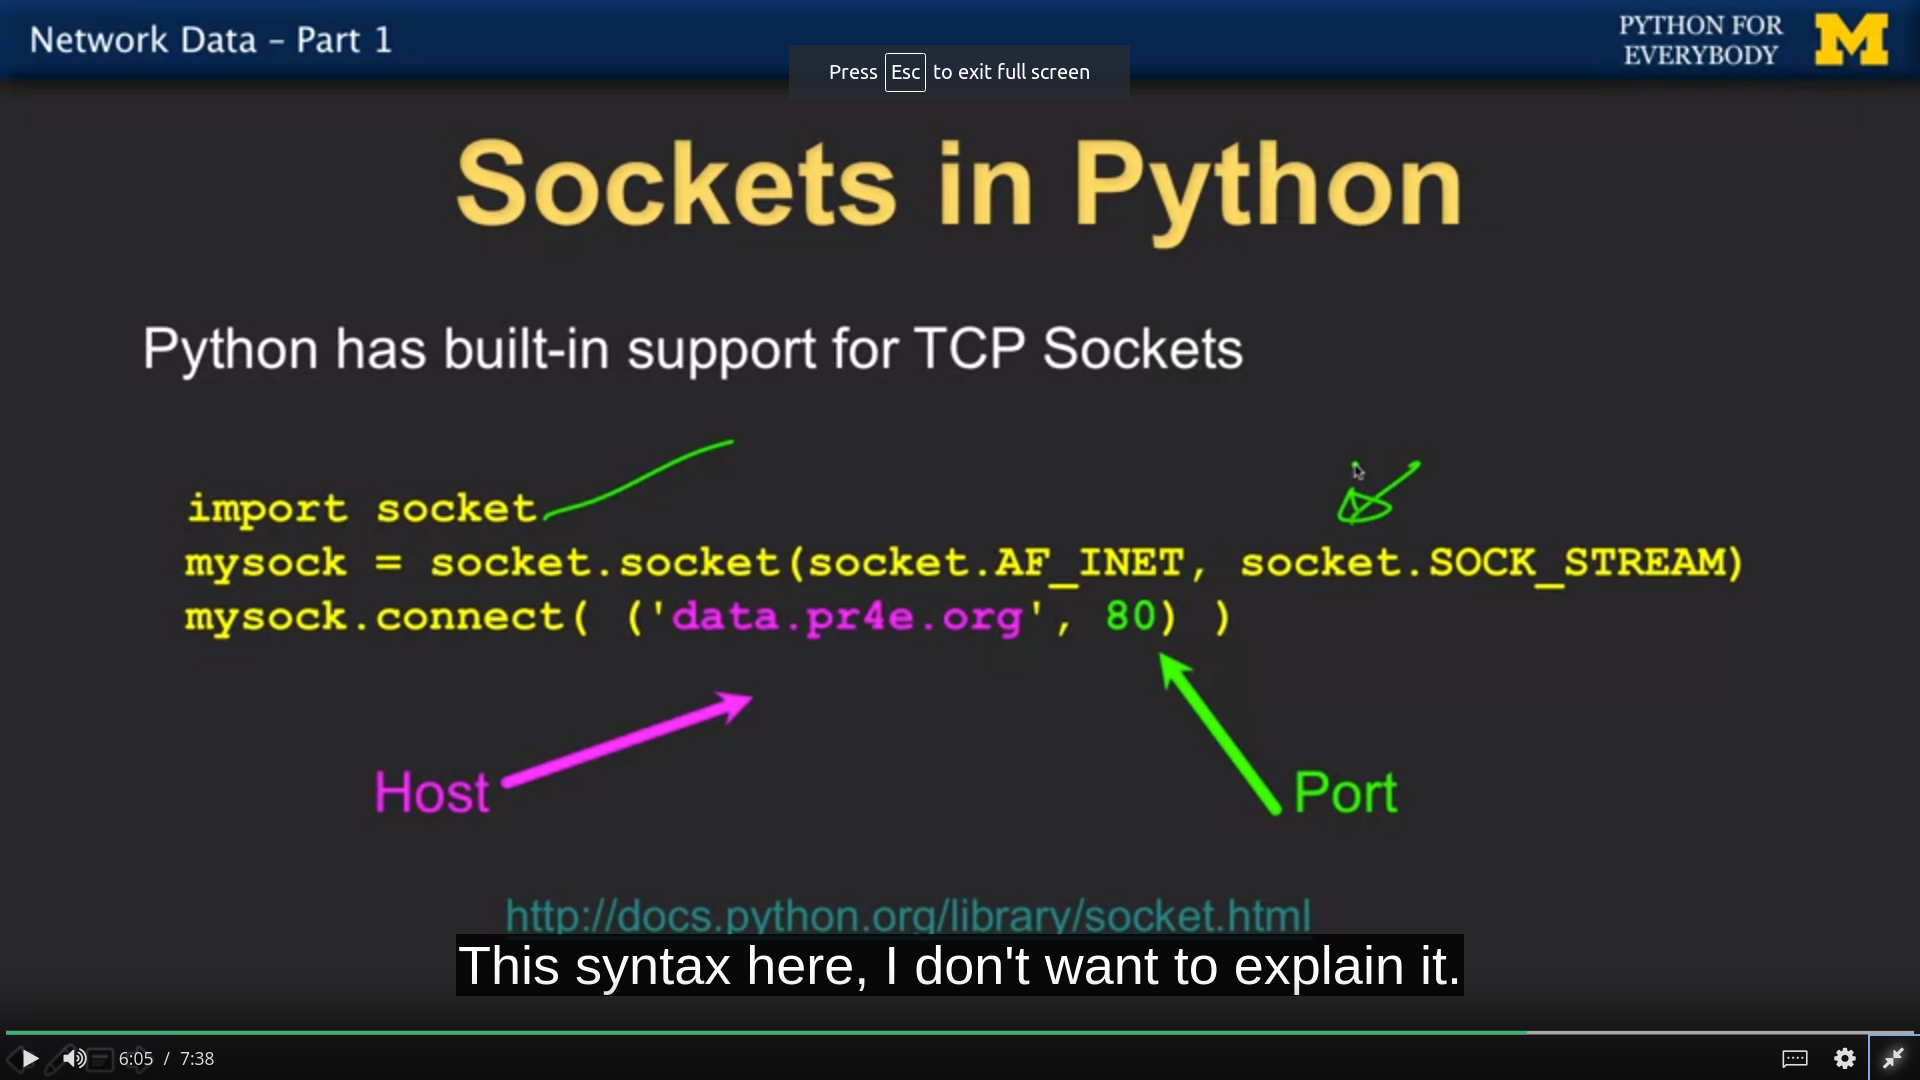 Network Data – Part 1
PYTHON FOR
EVERYBODY
M
Press Esc to exit full screen
Sockets in Python
Python has built-in support for TCP Sockets
import socket
mysock = socket.socket(socket.AF_INET, socket.SOCK_STREAM)
mysock.connect( ('data.pr4e.org', 80) )
Host
Port
http://docs.python.org/library/socket.html
This syntax here, I don't want to explain it.
6:05 / 7:38